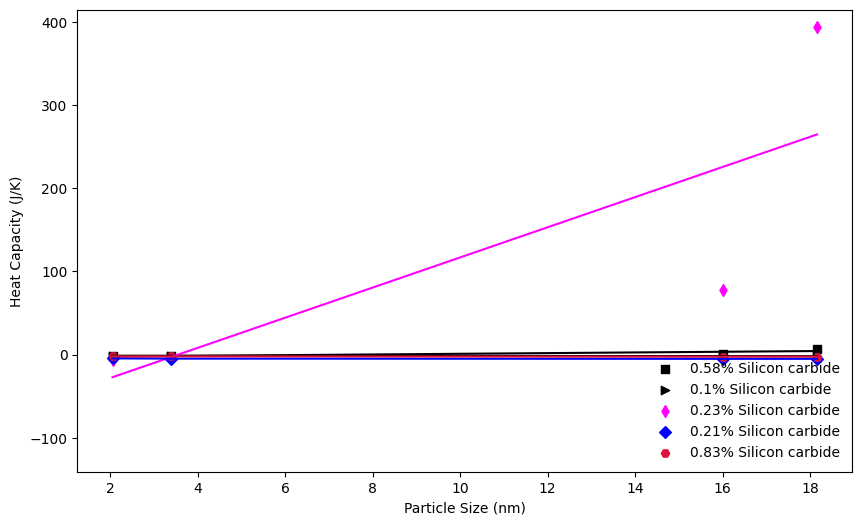 400
300
200
100
0
−100
Heat Capacity (J/K)
0.58% Silicon carbide
0.1% Silicon carbide
0.23% Silicon carbide
0.21% Silicon carbide
0.83% Silicon carbide
2 4 6 8 10 12 14 16 18
Particle Size (nm)